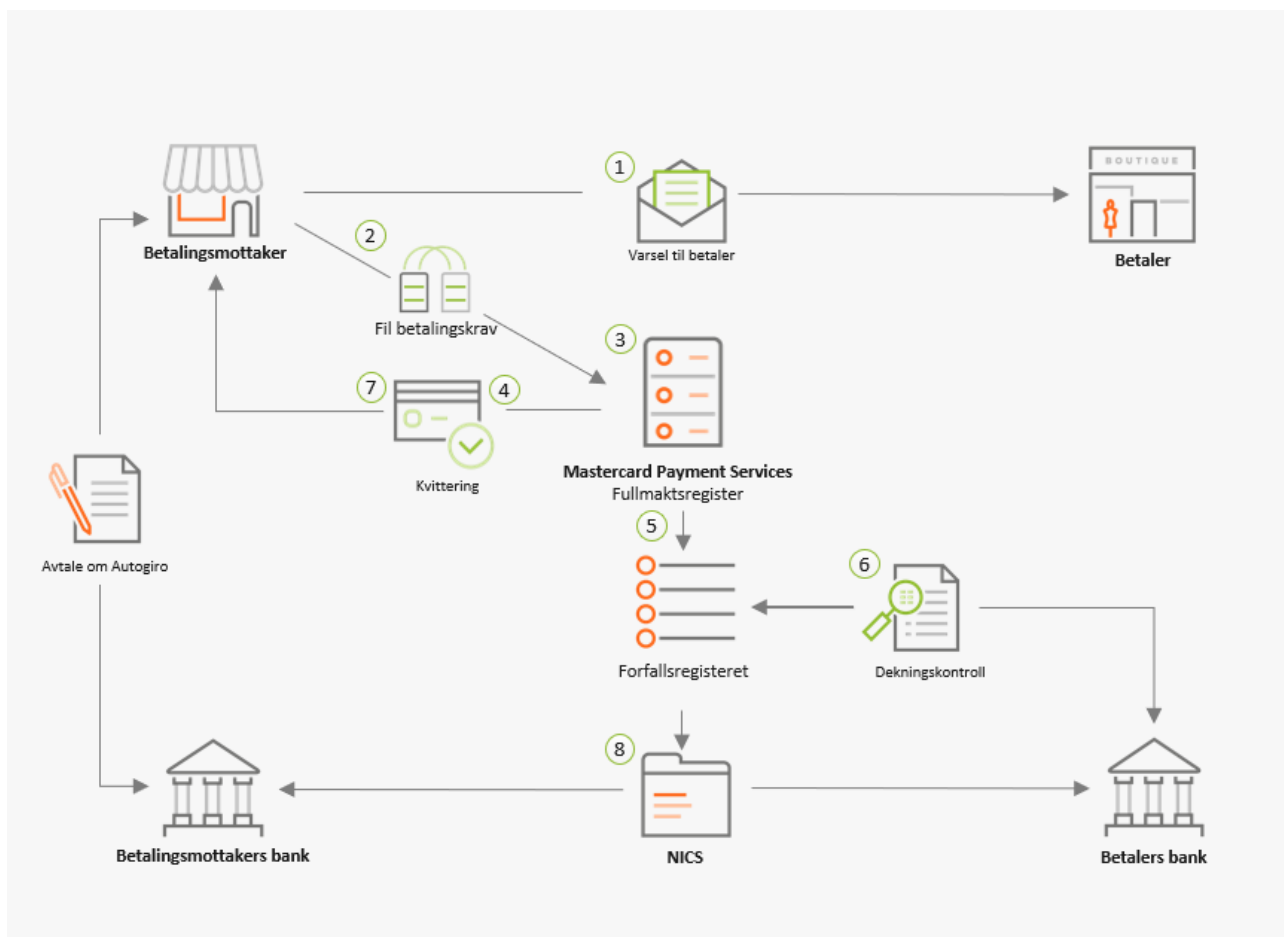 1
BOUTIQUE
Betalingsmottaker
2
Varsel til betaler
Betaler
Fil betalingskrav
3
7
4
Kvittering
Mastercard Payment Services
Fullmaktsregister
5
Avtale om Autogiro
6
Forfallsregisteret
Dekningskontroll
8
Betalingsmottakers bank
NICS
Betalers bank